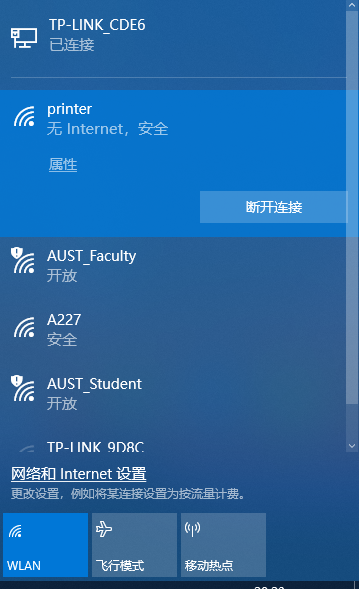 TP-LINK_CDE6
已连接
printer
无 Internet，安全
属性
断开连接
AUST_Faculty
开放
A227
安全
AUST_Student
开放
TP-LINK_9D8C
网络和 Internet 设置
更改设置，例如将某连接设置为按流量计费。
WLAN
飞行模式
移动热点